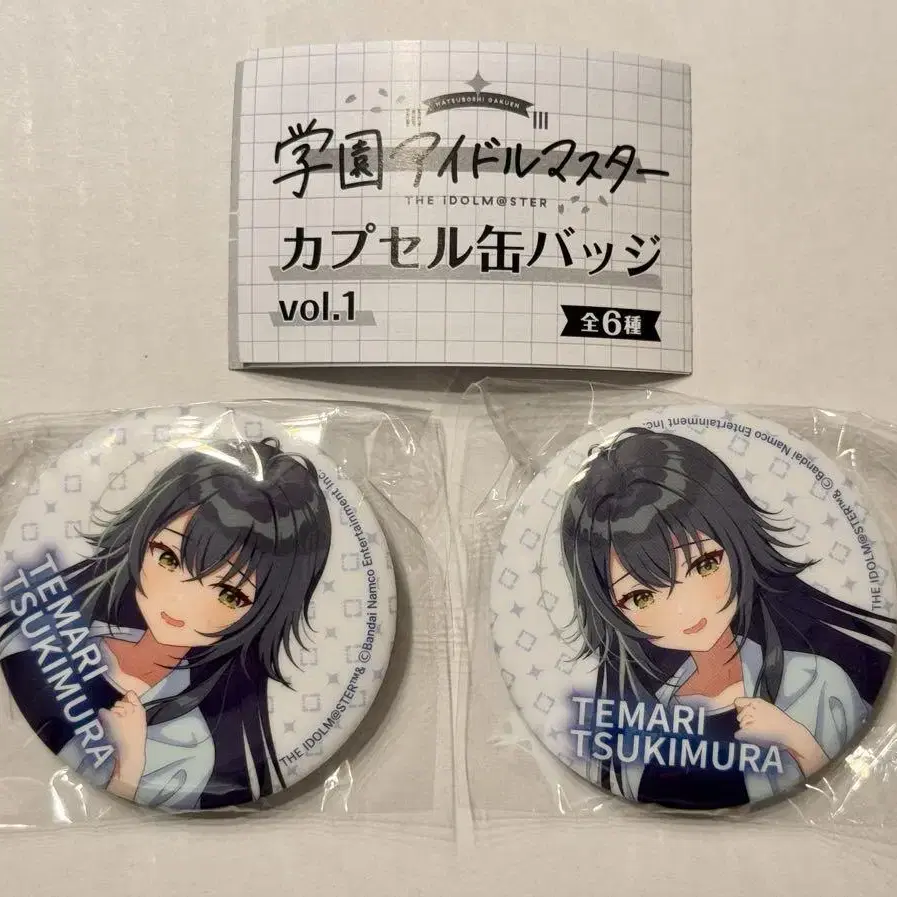 HATSUBOSHI GAKUEN
学園アイドルマスター
THE iDOLM@STER
カプセル缶バッジ
vol.1
全6種
TEMARI
TSUKIMURA
THE IDOLM@STER™& ©Bandai Namco Entertainment Inc.
TEMARI
TSUKIMURA
THE IDOLM@STER™& ©Bandai Namco Entertainment Inc.